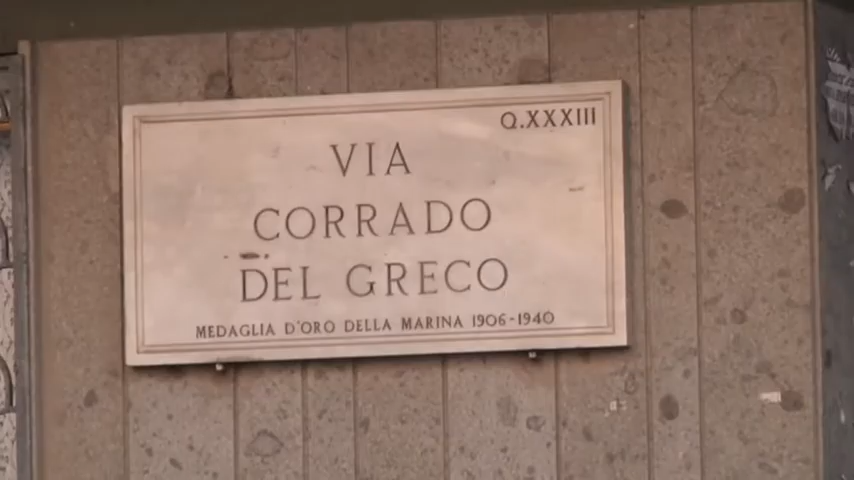 Q.XXXIII
VIA
CORRADO
DEL GRECO
MEDAGLIA D'ORO DELLA MARINA 1906-1940